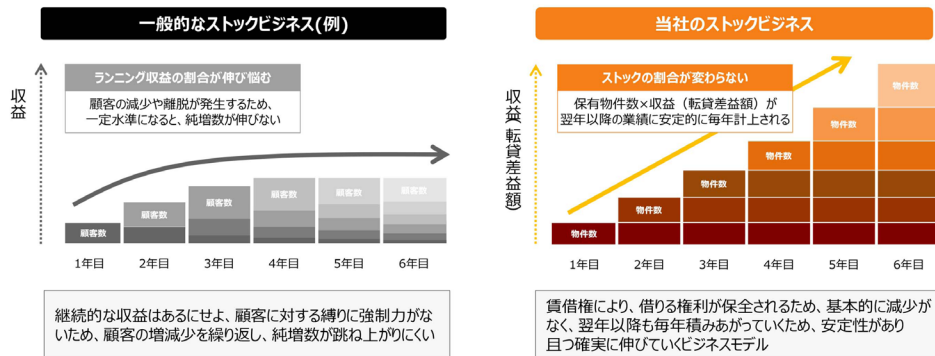 一般的なストックビジネス(例)
収益
ランニング収益の割合が伸び悩む
顧客の減少や離脱が発生するため、
一定水準になると、純増数が伸びない
顧客数
顧客数
顧客数
顧客数
顧客数
顧客数
1年目
2年目
3年目
4年目
5年目
6年目
継続的な収益はあるにせよ、顧客に対する縛りに強制力がな
いため、顧客の増減少を繰り返し、純増数が跳ね上がりにくい
当社のストックビジネス
収益(転貸差益額)
ストックの割合が変わらない
保有物件数×収益（転貸差益額）が
翌年以降の業績に安定的に毎年計上される
物件数
物件数
物件数
物件数
物件数
物件数
1年目
2年目
3年目
4年目
5年目
6年目
賃借権により、借りる権利が保全されるため、基本的に減少が
なく、翌年以降も毎年積みあがっていくため、安定性があり
且つ確実に伸びていくビジネスモデル